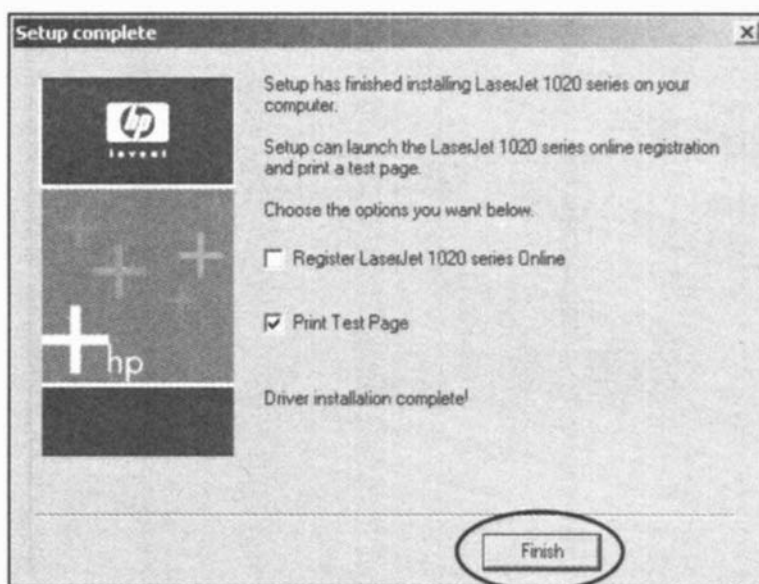 Setup complete
hp
invent
Setup has finished installing LaserJet 1020 series on your
computer.
Setup can launch the LaserJet 1020 series online registration
and print a test page.
Choose the options you want below.
Register LaserJet 1020 series Online
Print Test Page
hp
Driver installation complete!
Finish